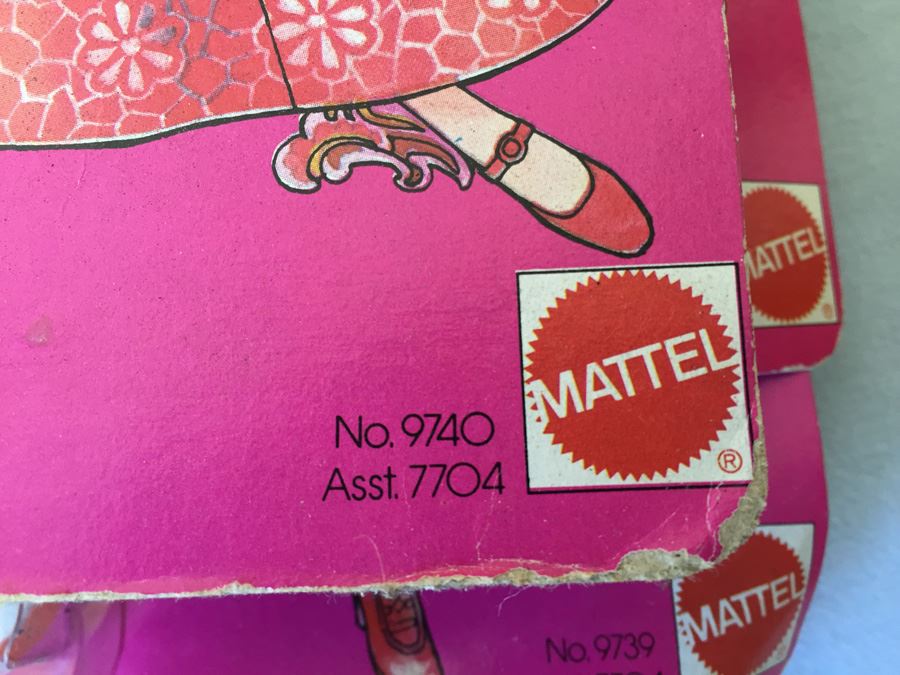 MATTEL
MATTEL
®
No. 9740
Asst. 7704
MATTEL
No. 9739